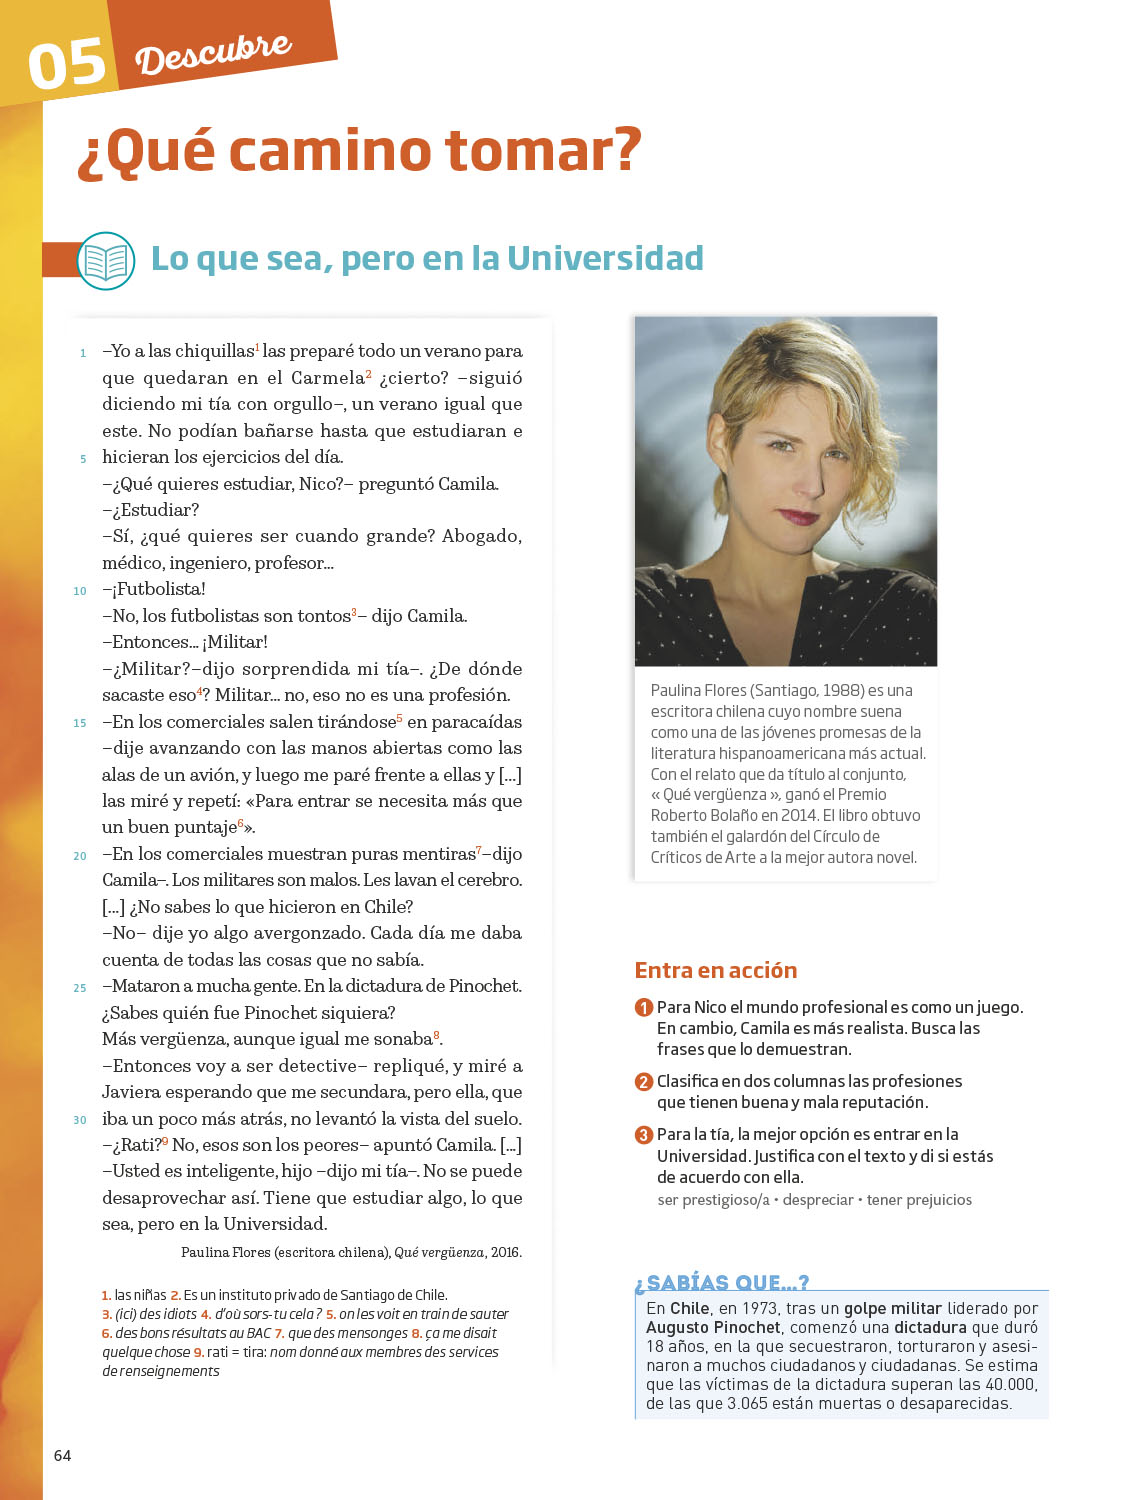 05 Descubre
¿Qué camino tomar?
Lo que sea, pero en la Universidad
1 –Yo a las chiquillas¹ las preparé todo un verano para
que quedaran en el Carmela² ¿cierto? –siguió
diciendo mi tía con orgullo–, un verano igual que
este. No podían bañarse hasta que estudiaran e
5 hicieran los ejercicios del día.
–¿Qué quieres estudiar, Nico?– preguntó Camila.
–¿Estudiar?
–Sí, ¿qué quieres ser cuando grande? Abogado,
médico, ingeniero, profesor...
10 –¡Futbolista!
–No, los futbolistas son tontos³– dijo Camila.
–Entonces... ¡Militar!
–¿Militar?–dijo sorprendida mi tía–. ¿De dónde
sacaste eso⁴? Militar... no, eso no es una profesión.
15 –En los comerciales salen tirándose⁵ en paracaídas
–dije avanzando con las manos abiertas como las
alas de un avión, y luego me paré frente a ellas y [...]
las miré y repetí: «Para entrar se necesita más que
un buen puntaje⁶».
20 –En los comerciales muestran puras mentiras⁷–dijo
Camila–. Los militares son malos. Les lavan el cerebro.
[...] ¿No sabes lo que hicieron en Chile?
–No– dije yo algo avergonzado. Cada día me daba
cuenta de todas las cosas que no sabía.
25 –Mataron a mucha gente. En la dictadura de Pinochet.
¿Sabes quién fue Pinochet siquiera?
Más vergüenza, aunque igual me sonaba⁸.
–Entonces voy a ser detective– repliqué, y miré a
Javiera esperando que me secundara, pero ella, que
30 iba un poco más atrás, no levantó la vista del suelo.
–¿Rati?⁹ No, esos son los peores– apuntó Camila. [...]
–Usted es inteligente, hijo –dijo mi tía–. No se puede
desaprovechar así. Tiene que estudiar algo, lo que
sea, pero en la Universidad.
Paulina Flores (escritora chilena), Qué vergüenza, 2016.
1. las niñas 2. Es un instituto privado de Santiago de Chile.
3. (ici) des idiots 4. d'où sors-tu cela ? 5. on les voit en train de sauter
6. des bons résultats au BAC 7. que des mensonges 8. ça me disait
quelque chose 9. rati = tira: nom donné aux membres des services
de renseignements
Paulina Flores (Santiago, 1988) es una
escritora chilena cuyo nombre suena
como una de las jóvenes promesas de la
literatura hispanoamericana más actual.
Con el relato que da título al conjunto,
« Qué vergüenza », ganó el Premio
Roberto Bolaño en 2014. El libro obtuvo
también el galardón del Círculo de
Críticos de Arte a la mejor autora novel.
Entra en acción
1 Para Nico el mundo profesional es como un juego.
En cambio, Camila es más realista. Busca las
frases que lo demuestran.
2 Clasifica en dos columnas las profesiones
que tienen buena y mala reputación.
3 Para la tía, la mejor opción es entrar en la
Universidad. Justifica con el texto y di si estás
de acuerdo con ella.
ser prestigioso/a • despreciar • tener prejuicios
¿SABÍAS QUE...?
En Chile, en 1973, tras un golpe militar liderado por
Augusto Pinochet, comenzó una dictadura que duró
18 años, en la que secuestraron, torturaron y asesi-
naron a muchos ciudadanos y ciudadanas. Se estima
que las víctimas de la dictadura superan las 40.000,
de las que 3.065 están muertas o desaparecidas.
64